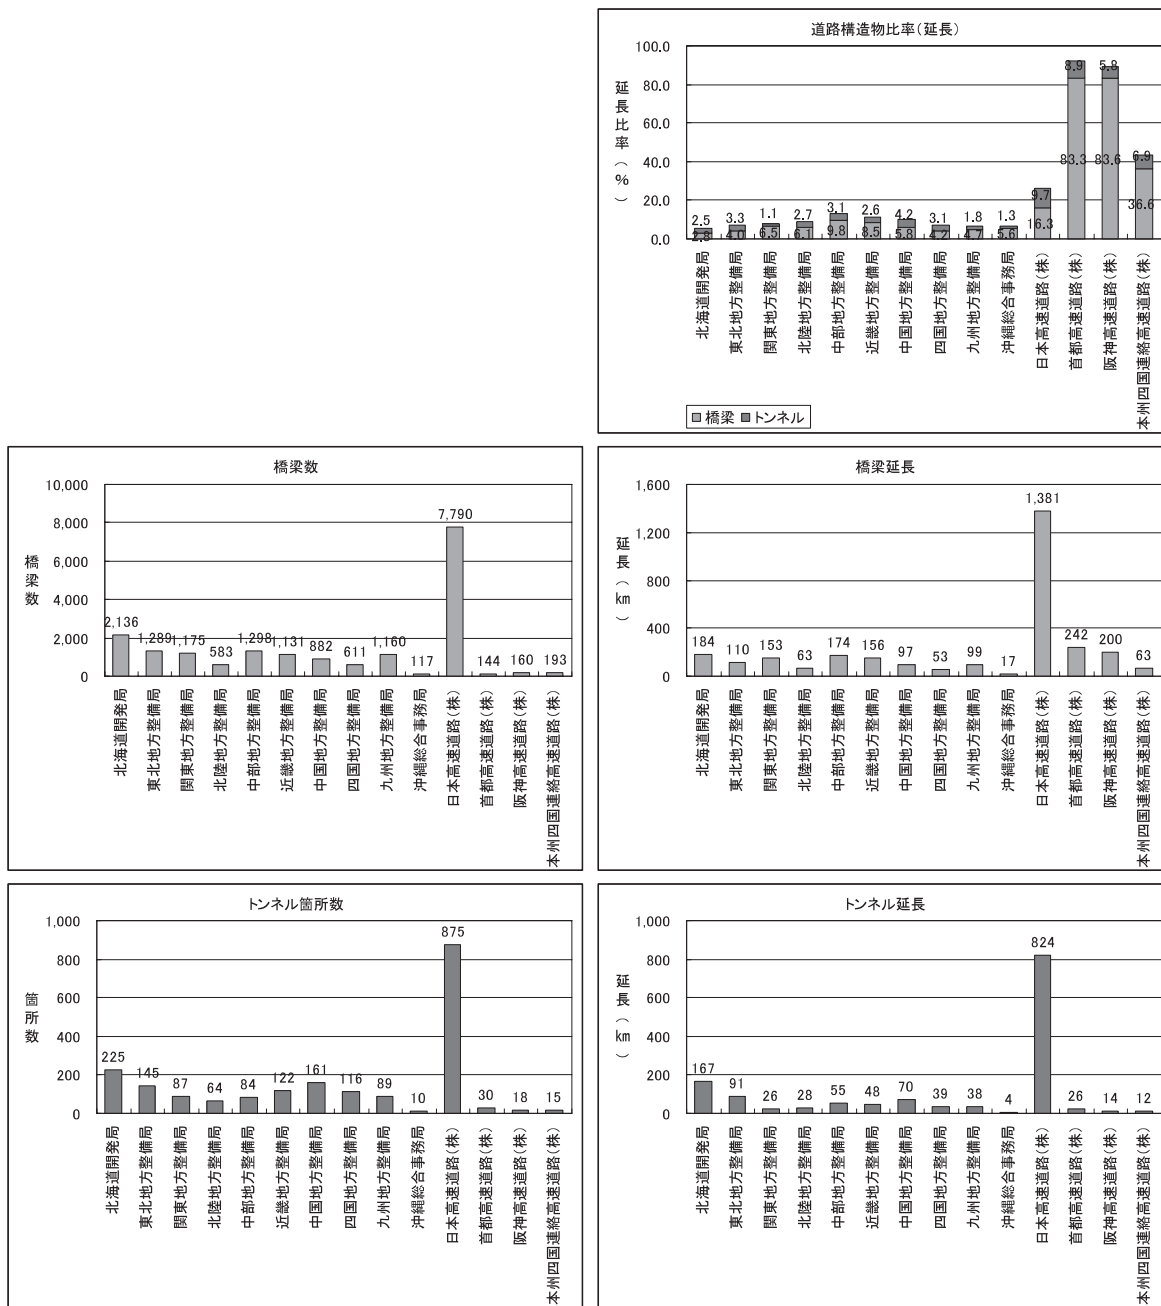 道路構造物比率(延長)
延長比率(%)
100.0
80.0
60.0
40.0
20.0
0.0
2.5 3.3 1.1 2.7 3.1 2.6 4.2 3.1 1.8 1.3 9.7 8.9 5.8 6.9
2.8 4.0 6.5 6.1 9.8 8.5 5.8 4.2 4.7 5.6 16.3 83.3 83.6 36.6
北海道開発局
東北地方整備局
関東地方整備局
北陸地方整備局
中部地方整備局
近畿地方整備局
中国地方整備局
四国地方整備局
九州地方整備局
沖縄総合事務局
日本高速道路(株)
首都高速道路(株)
阪神高速道路(株)
本州四国連絡高速道路(株)
橋梁 トンネル
橋梁数
橋梁数
10,000
8,000
6,000
4,000
2,000
0
2,136 1,289 1,175 583 1,298 1,131 882 611 1,160 117 7,790 144 160 193
北海道開発局
東北地方整備局
関東地方整備局
北陸地方整備局
中部地方整備局
近畿地方整備局
中国地方整備局
四国地方整備局
九州地方整備局
沖縄総合事務局
日本高速道路(株)
首都高速道路(株)
阪神高速道路(株)
本州四国連絡高速道路(株)
橋梁延長
延長(km)
1,600
1,200
800
400
0
184 110 153 63 174 156 97 53 99 17 1,381 242 200 63
北海道開発局
東北地方整備局
関東地方整備局
北陸地方整備局
中部地方整備局
近畿地方整備局
中国地方整備局
四国地方整備局
九州地方整備局
沖縄総合事務局
日本高速道路(株)
首都高速道路(株)
阪神高速道路(株)
本州四国連絡高速道路(株)
トンネル箇所数
箇所数
1,000
800
600
400
200
0
225 145 87 64 84 122 161 116 89 10 875 30 18 15
北海道開発局
東北地方整備局
関東地方整備局
北陸地方整備局
中部地方整備局
近畿地方整備局
中国地方整備局
四国地方整備局
九州地方整備局
沖縄総合事務局
日本高速道路(株)
首都高速道路(株)
阪神高速道路(株)
本州四国連絡高速道路(株)
トンネル延長
延長(km)
1,000
800
600
400
200
0
167 91 26 28 55 48 70 39 38 4 824 26 14 12
北海道開発局
東北地方整備局
関東地方整備局
北陸地方整備局
中部地方整備局
近畿地方整備局
中国地方整備局
四国地方整備局
九州地方整備局
沖縄総合事務局
日本高速道路(株)
首都高速道路(株)
阪神高速道路(株)
本州四国連絡高速道路(株)